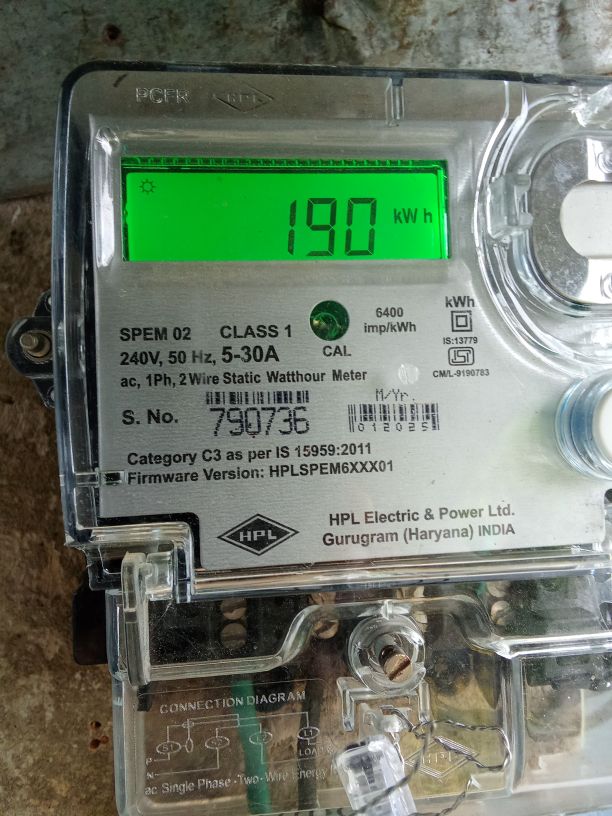 PCFR HPL
190 kWh
SPEM 02 CLASS 1
240V, 50 Hz, 5-30A
ac, 1Ph, 2 Wire Static Watthour Meter
CAL
6400
imp/kWh
kWh
IS:13779
CM/L-9190783
S. No. 790736
M/Yr.
012025
Category C3 as per IS 15959:2011
Firmware Version: HPLSPEM6XXX01
HPL
HPL Electric & Power Ltd.
Gurugram (Haryana) INDIA
CONNECTION DIAGRAM
LOAD
P
N
ac Single Phase - Two - Wire Energy
HPL